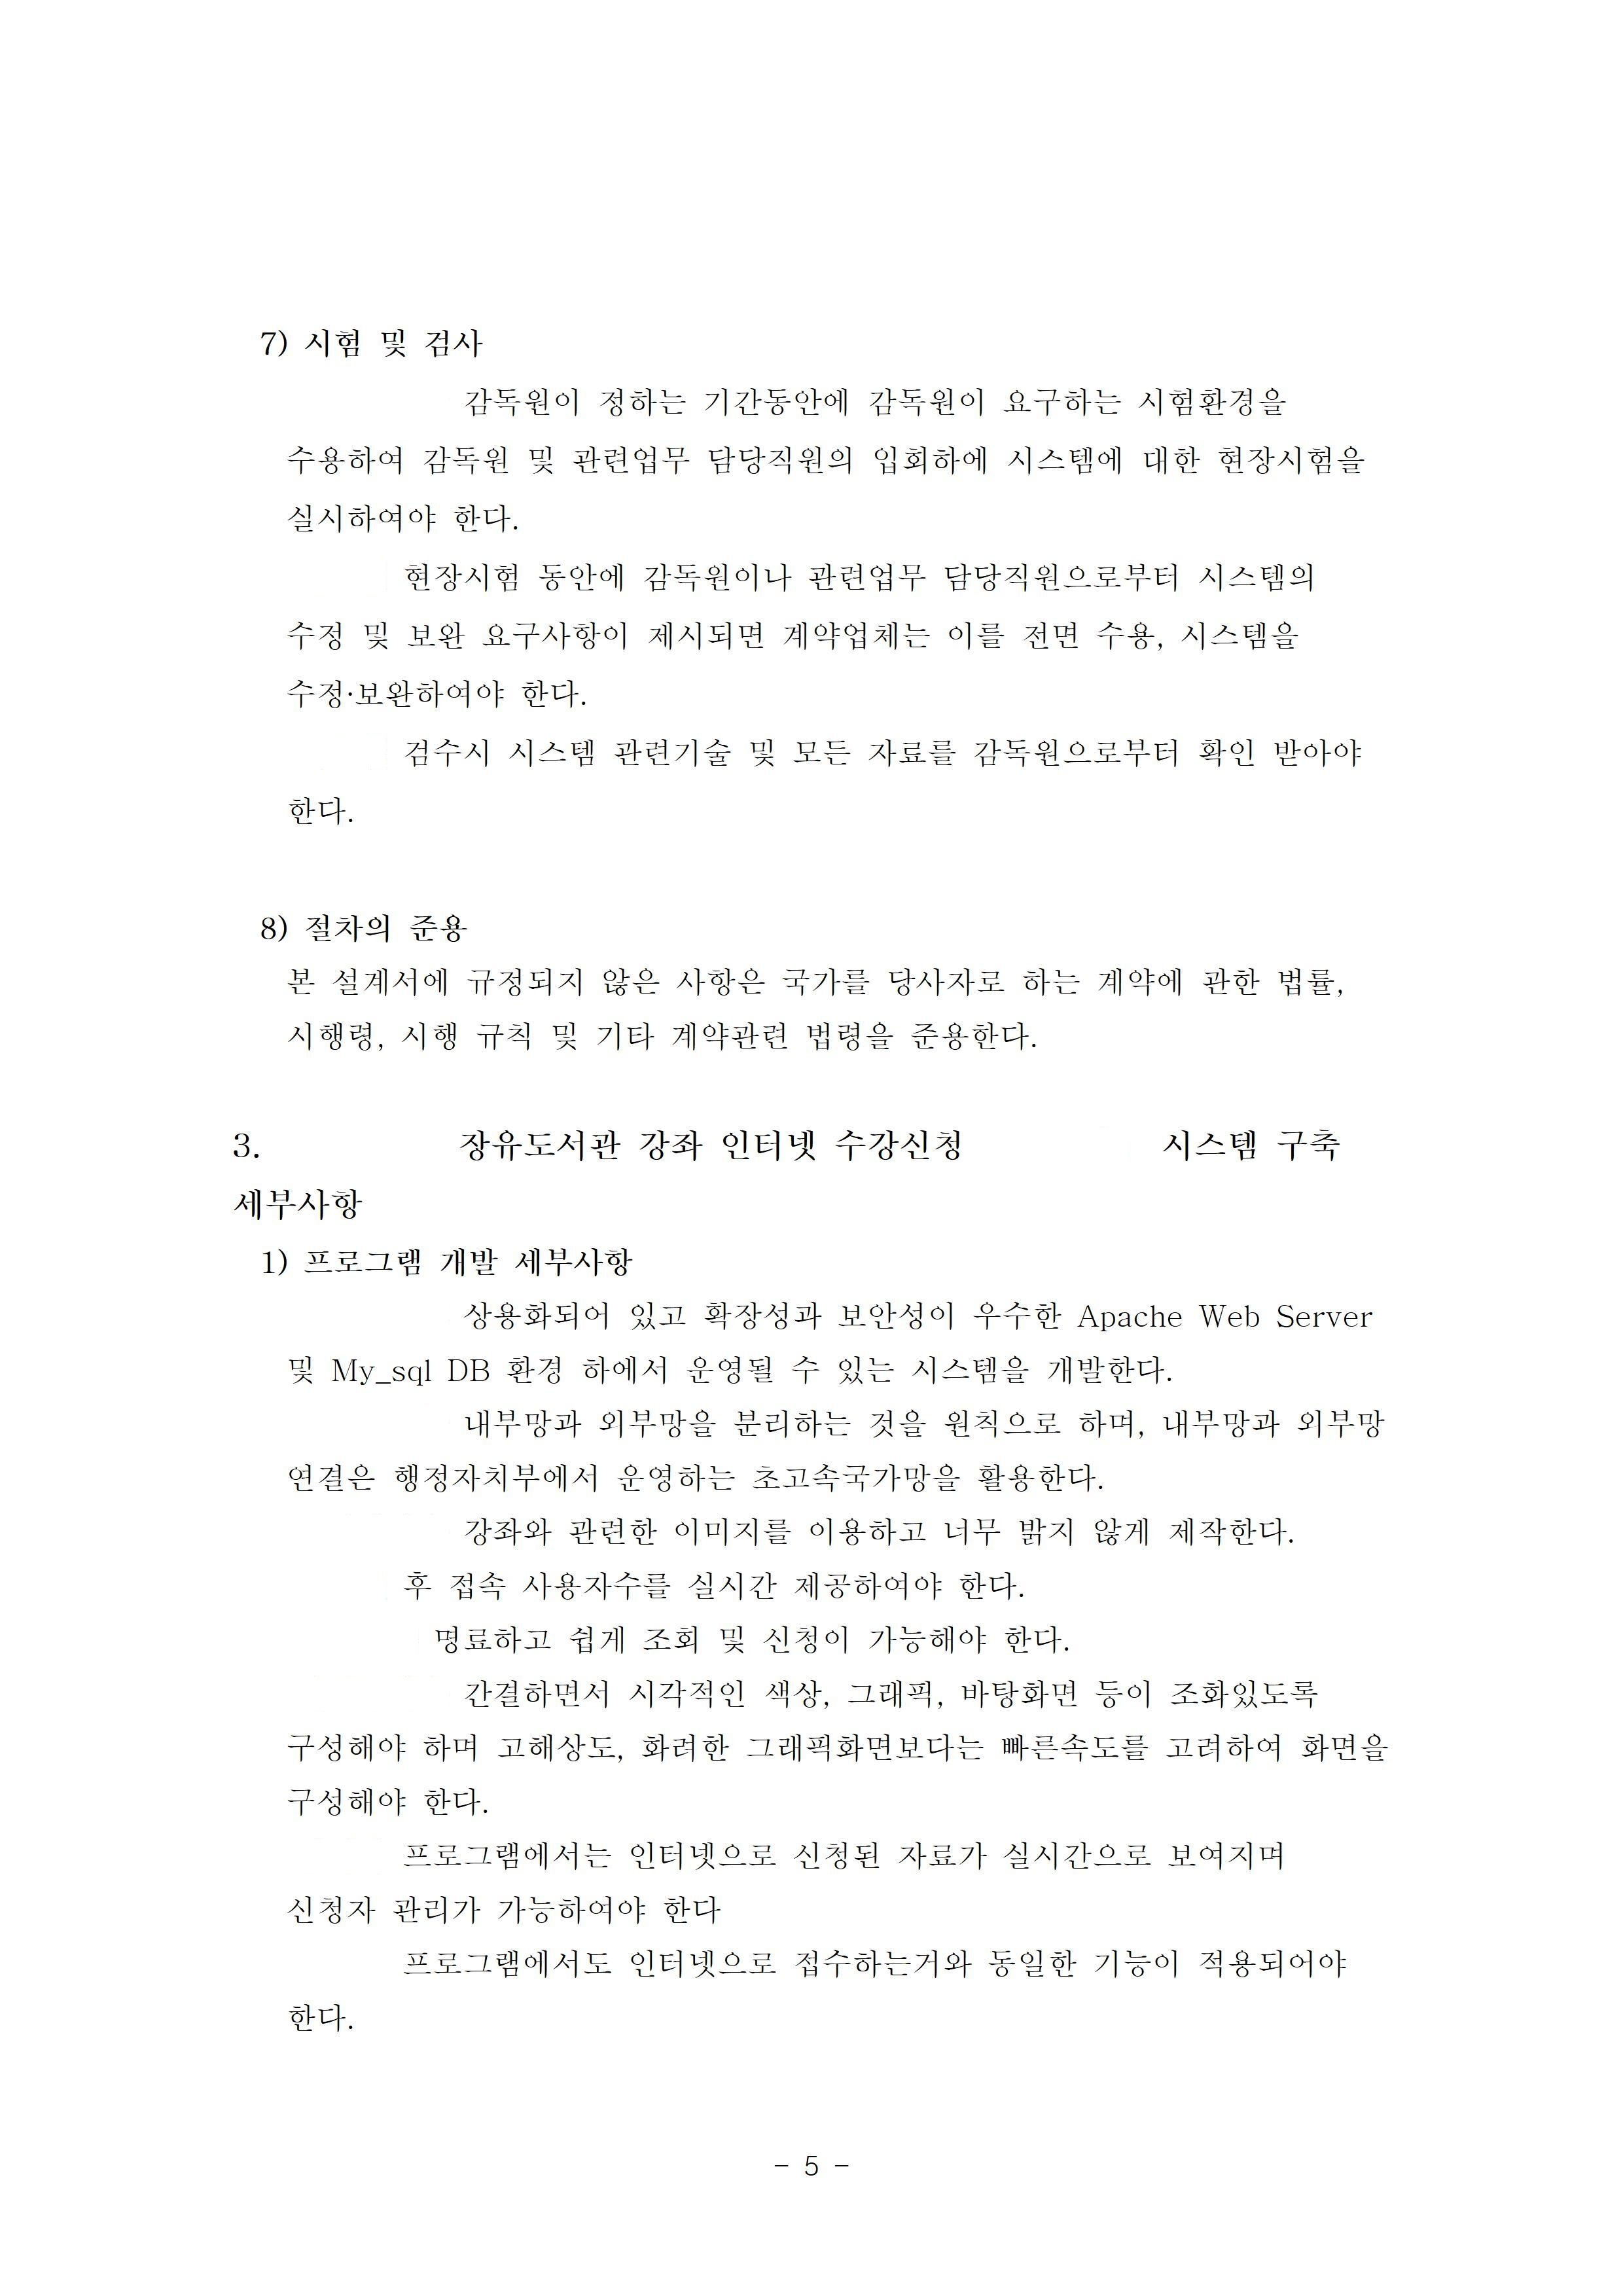 7) 시험 및 검사
감독원이 정하는 기간동안에 감독원이 요구하는 시험환경을
수용하여 감독원 및 관련업무 담당직원의 입회하에 시스템에 대한 현장시험을
실시하여야 한다.
현장시험 동안에 감독원이나 관련업무 담당직원으로부터 시스템의
수정 및 보완 요구사항이 제시되면 계약업체는 이를 전면 수용, 시스템을
수정·보완하여야 한다.
검수시 시스템 관련기술 및 모든 자료를 감독원으로부터 확인 받아야
한다.
8) 절차의 준용
본 설계서에 규정되지 않은 사항은 국가를 당사자로 하는 계약에 관한 법률,
시행령, 시행 규칙 및 기타 계약관련 법령을 준용한다.
3. 장유도서관 강좌 인터넷 수강신청 시스템 구축
세부사항
1) 프로그램 개발 세부사항
상용화되어 있고 확장성과 보안성이 우수한 Apache Web Server
및 My_sql DB 환경 하에서 운영될 수 있는 시스템을 개발한다.
내부망과 외부망을 분리하는 것을 원칙으로 하며, 내부망과 외부망
연결은 행정자치부에서 운영하는 초고속국가망을 활용한다.
강좌와 관련한 이미지를 이용하고 너무 밝지 않게 제작한다.
후 접속 사용자수를 실시간 제공하여야 한다.
명료하고 쉽게 조회 및 신청이 가능해야 한다.
간결하면서 시각적인 색상, 그래픽, 바탕화면 등이 조화있도록
구성해야 하며 고해상도, 화려한 그래픽화면보다는 빠른속도를 고려하여 화면을
구성해야 한다.
프로그램에서는 인터넷으로 신청된 자료가 실시간으로 보여지며
신청자 관리가 가능하여야 한다
프로그램에서도 인터넷으로 접수하는거와 동일한 기능이 적용되어야
한다.
- 5 -